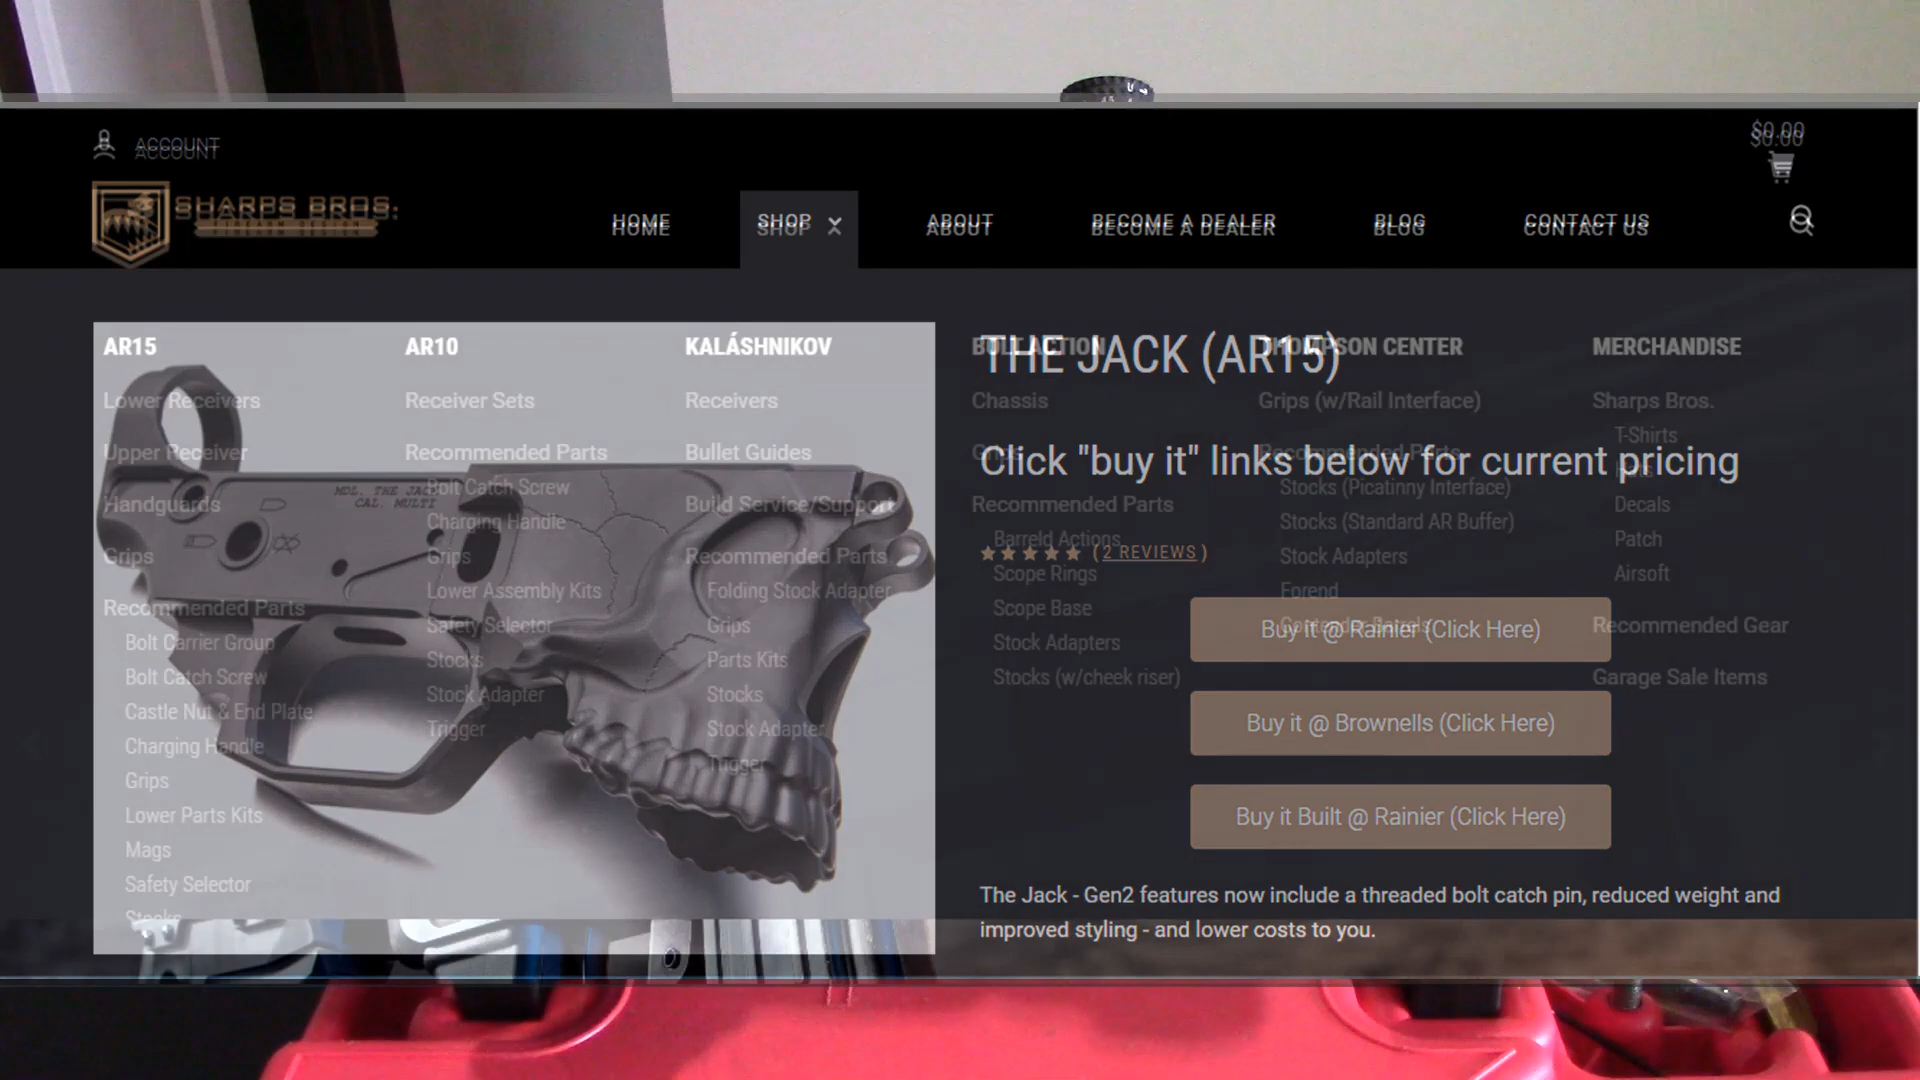 ACCOUNT
$0.00
SHARPS BROS.
HOME
SHOP
ABOUT
BECOME A DEALER
BLOG
CONTACT US
AR15
Lower Receivers
Upper Receiver
Handguards
Grips
Recommended Parts
Bolt Carrier Group
Bolt Catch Screw
Castle Nut & End Plate
Charging Handle
Grips
Lower Parts Kits
Mags
Safety Selector
Stocks
AR10
Receiver Sets
Recommended Parts
Bolt Catch Screw
Charging Handle
Grips
Lower Assembly Kits
Safety Selector
Stocks
Stock Adapter
Trigger
KALÁSHNIKOV
Receivers
Bullet Guides
Build Service/Support
Recommended Parts
Folding Stock Adapter
Grips
Parts Kits
Stocks
Stock Adapter
Trigger
MDL. THE JACK
CAL. MULTI
BOLT ACTION
Chassis
Grips
Recommended Parts
Barreld Actions
Scope Rings
Scope Base
Stock Adapters
Stocks (w/cheek riser)
THOMPSON CENTER
Grips (w/Rail Interface)
Recommended Parts
Stocks (Picatinny Interface)
Stocks (Standard AR Buffer)
Stock Adapters
Forend
Contender Barrels
MERCHANDISE
Sharps Bros.
T-Shirts
Decals
Patch
Airsoft
Recommended Gear
Garage Sale Items
THE JACK (AR15)
Click "buy it" links below for current pricing
(2 REVIEWS)
Buy it @ Rainier (Click Here)
Buy it @ Brownells (Click Here)
Buy it Built @ Rainier (Click Here)
The Jack - Gen2 features now include a threaded bolt catch pin, reduced weight and
improved styling - and lower costs to you.